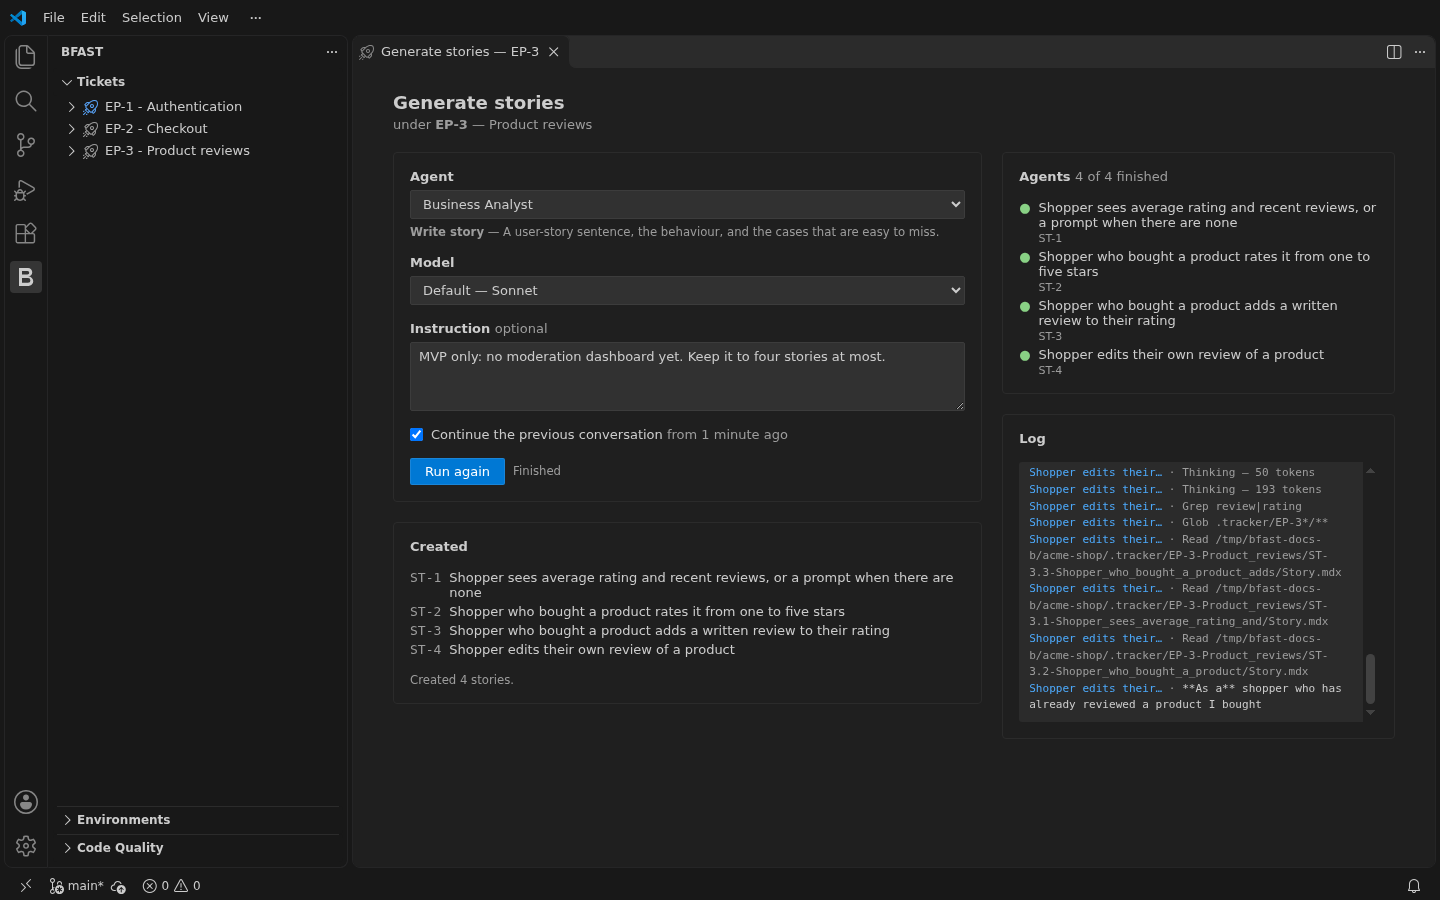 File Edit Selection View ···
BFAST
Tickets
EP-1 - Authentication
EP-2 - Checkout
EP-3 - Product reviews
Environments
Code Quality
Generate stories — EP-3
Generate stories
under EP-3 — Product reviews
Agent
Business Analyst
Write story — A user-story sentence, the behaviour, and the cases that are easy to miss.
Model
Default — Sonnet
Instruction optional
MVP only: no moderation dashboard yet. Keep it to four stories at most.
Continue the previous conversation from 1 minute ago
Run again Finished
Created
ST-1 Shopper sees average rating and recent reviews, or a prompt when there are
none
ST-2 Shopper who bought a product rates it from one to five stars
ST-3 Shopper who bought a product adds a written review to their rating
ST-4 Shopper edits their own review of a product
Created 4 stories.
Agents 4 of 4 finished
Shopper sees average rating and recent reviews, or
a prompt when there are none
ST-1
Shopper who bought a product rates it from one to
five stars
ST-2
Shopper who bought a product adds a written
review to their rating
ST-3
Shopper edits their own review of a product
ST-4
Log
Shopper edits their… · Thinking — 50 tokens
Shopper edits their… · Thinking — 193 tokens
Shopper edits their… · Grep review|rating
Shopper edits their… · Glob .tracker/EP-3*/**
Shopper edits their… · Read /tmp/bfast-docs-
b/acme-shop/.tracker/EP-3-Product_reviews/ST-
3.3-Shopper_who_bought_a_product_adds/Story.mdx
Shopper edits their… · Read /tmp/bfast-docs-
b/acme-shop/.tracker/EP-3-Product_reviews/ST-
3.1-Shopper_sees_average_rating_and/Story.mdx
Shopper edits their… · Read /tmp/bfast-docs-
b/acme-shop/.tracker/EP-3-Product_reviews/ST-
3.2-Shopper_who_bought_a_product/Story.mdx
Shopper edits their… · **As a** shopper who has
already reviewed a product I bought
main* 0 0